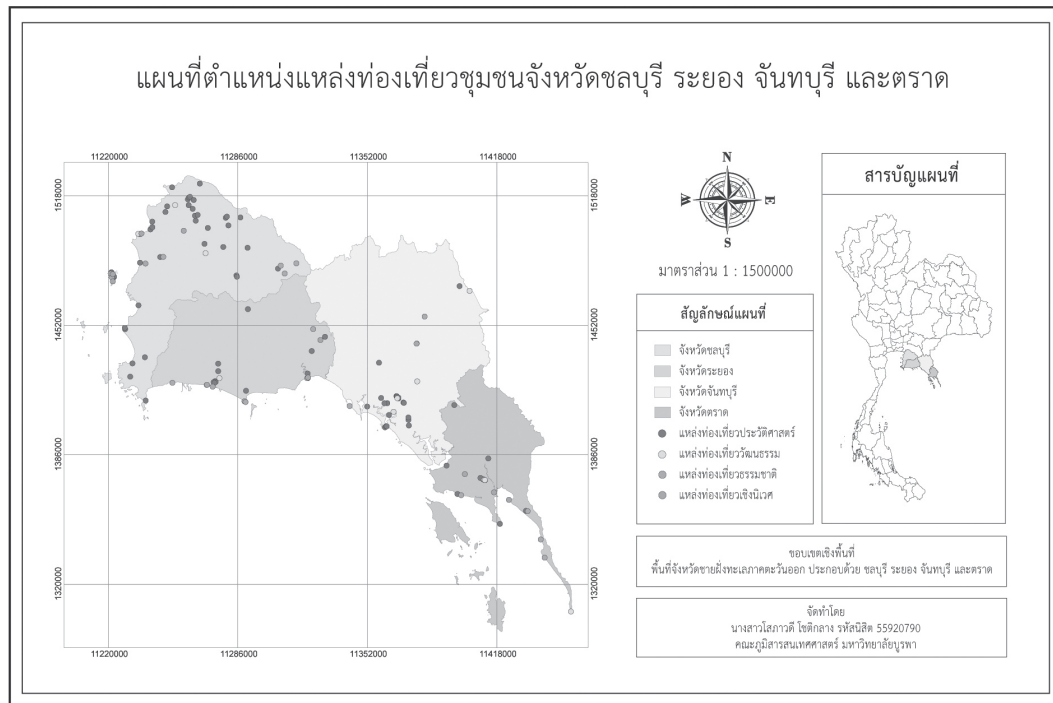 แผนที่ตำแหน่งแหล่งท่องเที่ยวชุมชนจังหวัดชลบุรี ระยอง จันทบุรี และตราด
11220000 11286000 11352000 11418000
1518000 1518000
1452000 1452000
1386000 1386000
1320000 1320000
11220000 11286000 11352000 11418000
N
W E
S
มาตราส่วน 1 : 1500000
สัญลักษณ์แผนที่
จังหวัดชลบุรี
จังหวัดระยอง
จังหวัดจันทบุรี
จังหวัดตราด
แหล่งท่องเที่ยวประวัติศาสตร์
แหล่งท่องเที่ยววัฒนธรรม
แหล่งท่องเที่ยวธรรมชาติ
แหล่งท่องเที่ยวเชิงนิเวศ
สารบัญแผนที่
ขอบเขตเชิงพื้นที่
พื้นที่จังหวัดชายฝั่งทะเลภาคตะวันออก ประกอบด้วย ชลบุรี ระยอง จันทบุรี และตราด
จัดทำโดย
นางสาวโสภาวดี โชติกลาง รหัสนิสิต 55920790
คณะภูมิสารสนเทศศาสตร์ มหาวิทยาลัยบูรพา